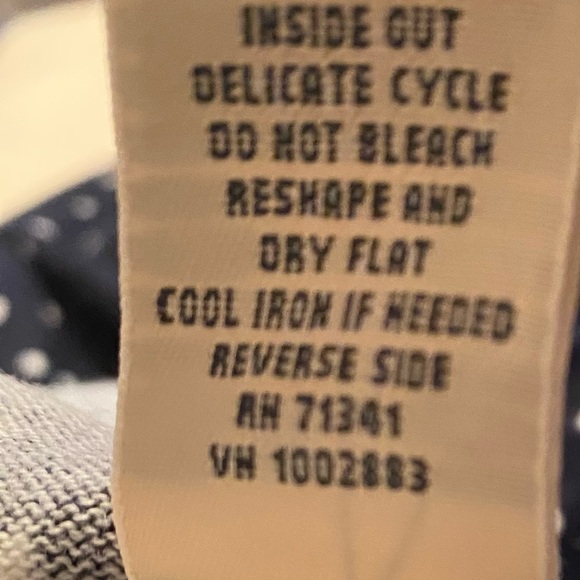 INSIDE OUT
DELICATE CYCLE
DO NOT BLEACH
RESHAPE AND
DRY FLAT
COOL IRON IF NEEDED
REVERSE SIDE
RN 71341
VN 1002883